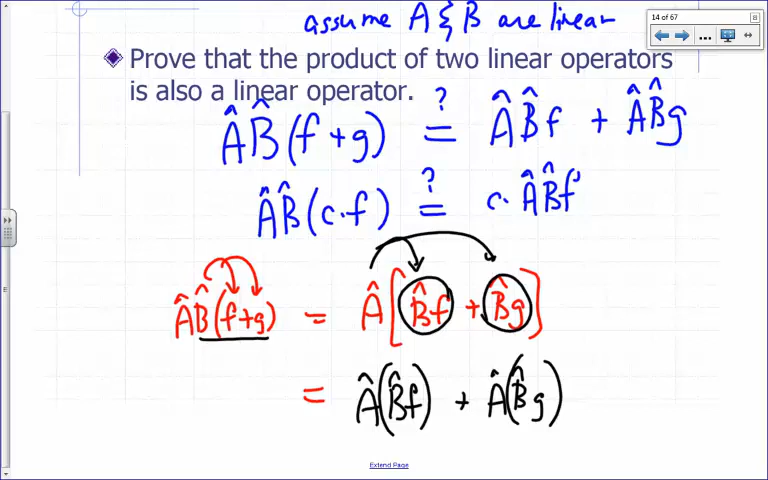 assume A & B are linear
14 of 67
Prove that the product of two linear operators
is also a linear operator.
ÂB̂(f+g) ?= ÂB̂f + ÂB̂g
ÂB̂(c.f) ?= c.ÂB̂f
ÂB̂(f+g) = Â[B̂f + B̂g]
= Â(B̂f) + Â(B̂g)
Extend Page